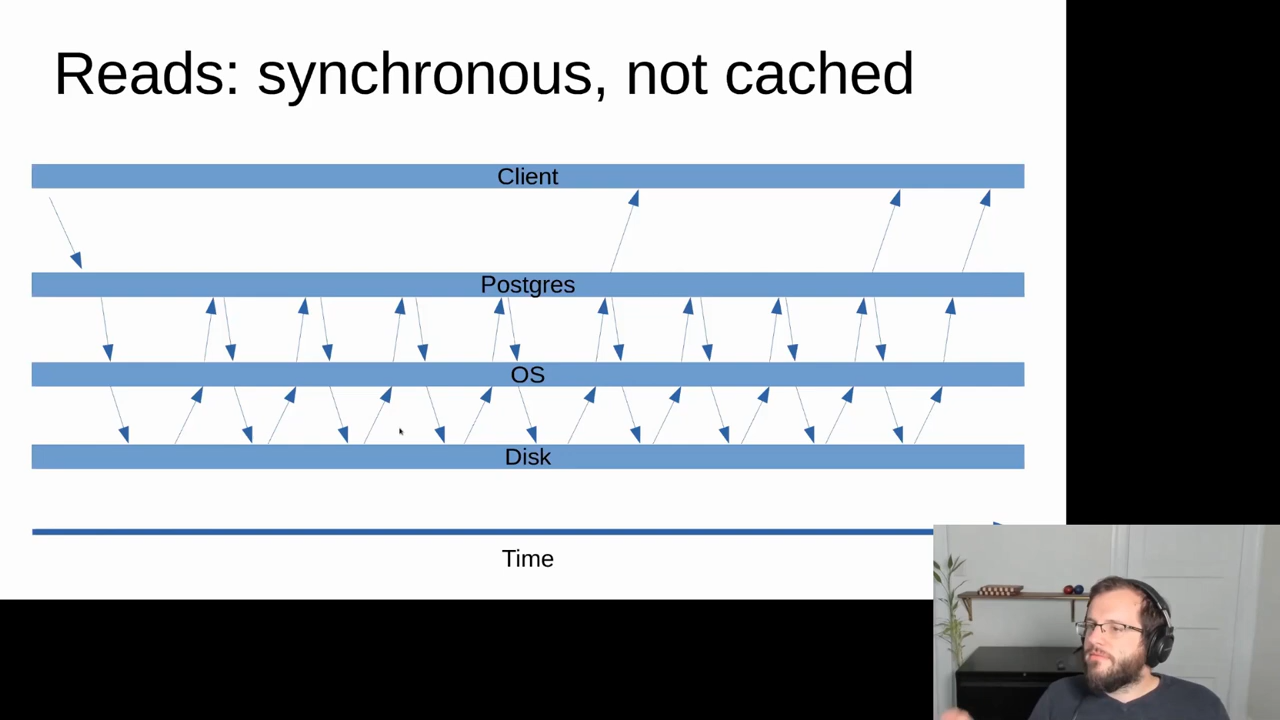 Reads: synchronous, not cached
Client
Postgres
OS
Disk
Time